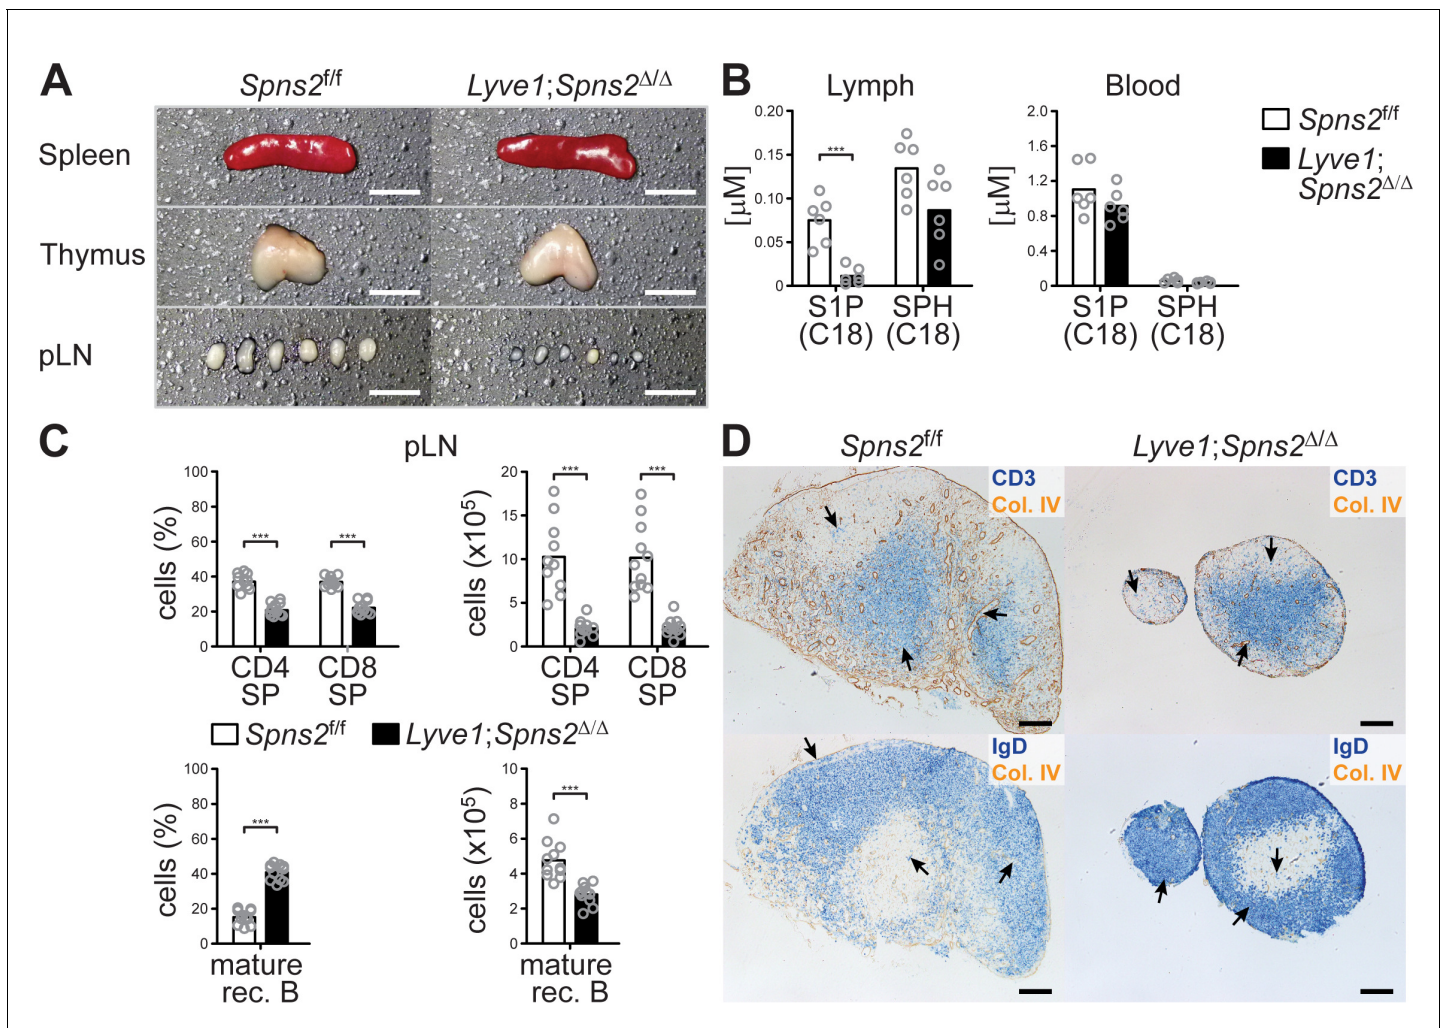 A
Spns2f/f
Lyve1;Spns2Δ/Δ
Spleen
Thymus
pLN
B
Lymph
Blood
[μM]
0.20
0.15
0.10
0.05
0
***
S1P
(C18)
SPH
(C18)
[μM]
2.0
1.6
1.2
0.8
0.4
0
S1P
(C18)
SPH
(C18)
Spns2f/f
Lyve1;
Spns2Δ/Δ
C
pLN
cells (%)
100
80
60
40
20
0
***
***
CD4
SP
CD8
SP
cells (x10⁵)
20
15
10
5
0
***
***
CD4
SP
CD8
SP
Spns2f/f
Lyve1;Spns2Δ/Δ
cells (%)
100
80
60
40
20
0
***
mature
rec. B
cells (x10⁵)
10
8
6
4
2
0
***
mature
rec. B
D
Spns2f/f
Lyve1;Spns2Δ/Δ
CD3
Col. IV
CD3
Col. IV
IgD
Col. IV
IgD
Col. IV